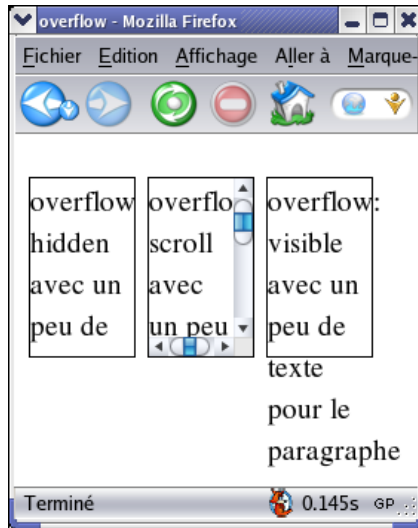 overflow - Mozilla Firefox
Fichier Edition Affichage Aller à Marque-
overflow
hidden
avec un
peu de
overflo
scroll
avec
un peu
overflow:
visible
avec un
peu de
texte
pour le
paragraphe
Terminé 0.145s GP